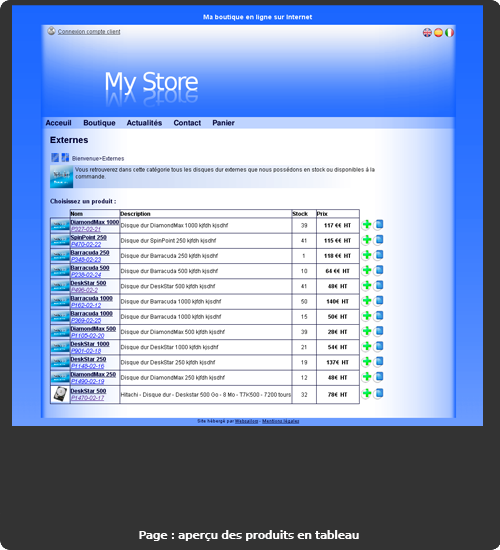 Ma boutique en ligne sur Internet
Connexion compte client
My Store
Acceuil Boutique Actualités Contact Panier
Externes
Bienvenue>Externes
Vous retrouverez dans cette catégorie tous les disques dur externes que nous possédons en stock ou disponibles à la
commande.
Choisissez un produit :
Nom Description Stock Prix
DiamondMax 1000 Disque dur DiamondMax 1000 kjfdh kjsdhf 39 117 €€ HT
P327-02-21
SpinPoint 250 Disque dur SpinPoint 250 kjfdh kjsdhf 41 115 €€ HT
P470-02-22
Barracuda 250 Disque dur Barracuda 250 kjfdh kjsdhf 1 118 €€ HT
P348-02-23
Barracuda 500 Disque dur Barracuda 500 kjfdh kjsdhf 10 64 €€ HT
P238-02-24
DeskStar 500 Disque dur DeskStar 500 kjfdh kjsdhf 41 48€ HT
P496-02-2
Barracuda 1000 Disque dur Barracuda 1000 kjfdh kjsdhf 50 140€ HT
P162-02-12
Barracuda 1000 Disque dur Barracuda 1000 kjfdh kjsdhf 15 50€ HT
P369-02-25
DiamondMax 500 Disque dur DiamondMax 500 kjfdh kjsdhf 39 28€ HT
P1105-02-20
DeskStar 1000 Disque dur DeskStar 1000 kjfdh kjsdhf 21 54€ HT
P901-02-18
DeskStar 250 Disque dur DeskStar 250 kjfdh kjsdhf 19 137€ HT
P1148-02-16
DiamondMax 250 Disque dur DiamondMax 250 kjfdh kjsdhf 12 48€ HT
P1490-02-19
DeskStar 500 Hitachi - Disque dur - Deskstar 500 Go - 8 Mo - T7K500 - 7200 tours 32 78€ HT
P1470-02-17
Site hébergé par - Mentions légales
Page : aperçu des produits en tableau